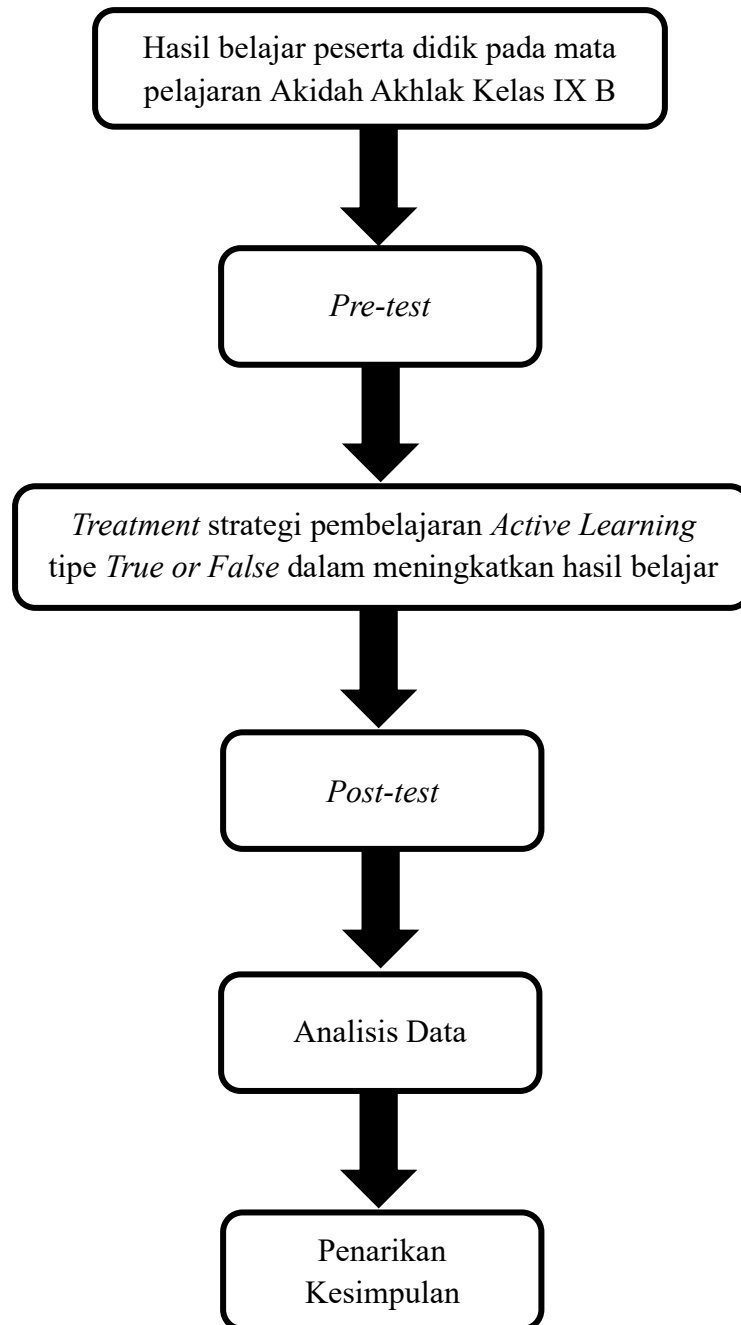 Hasil belajar peserta didik pada mata
pelajaran Akidah Akhlak Kelas IX B
Pre-test
Treatment strategi pembelajaran Active Learning
tipe True or False dalam meningkatkan hasil belajar
Post-test
Analisis Data
Penarikan
Kesimpulan